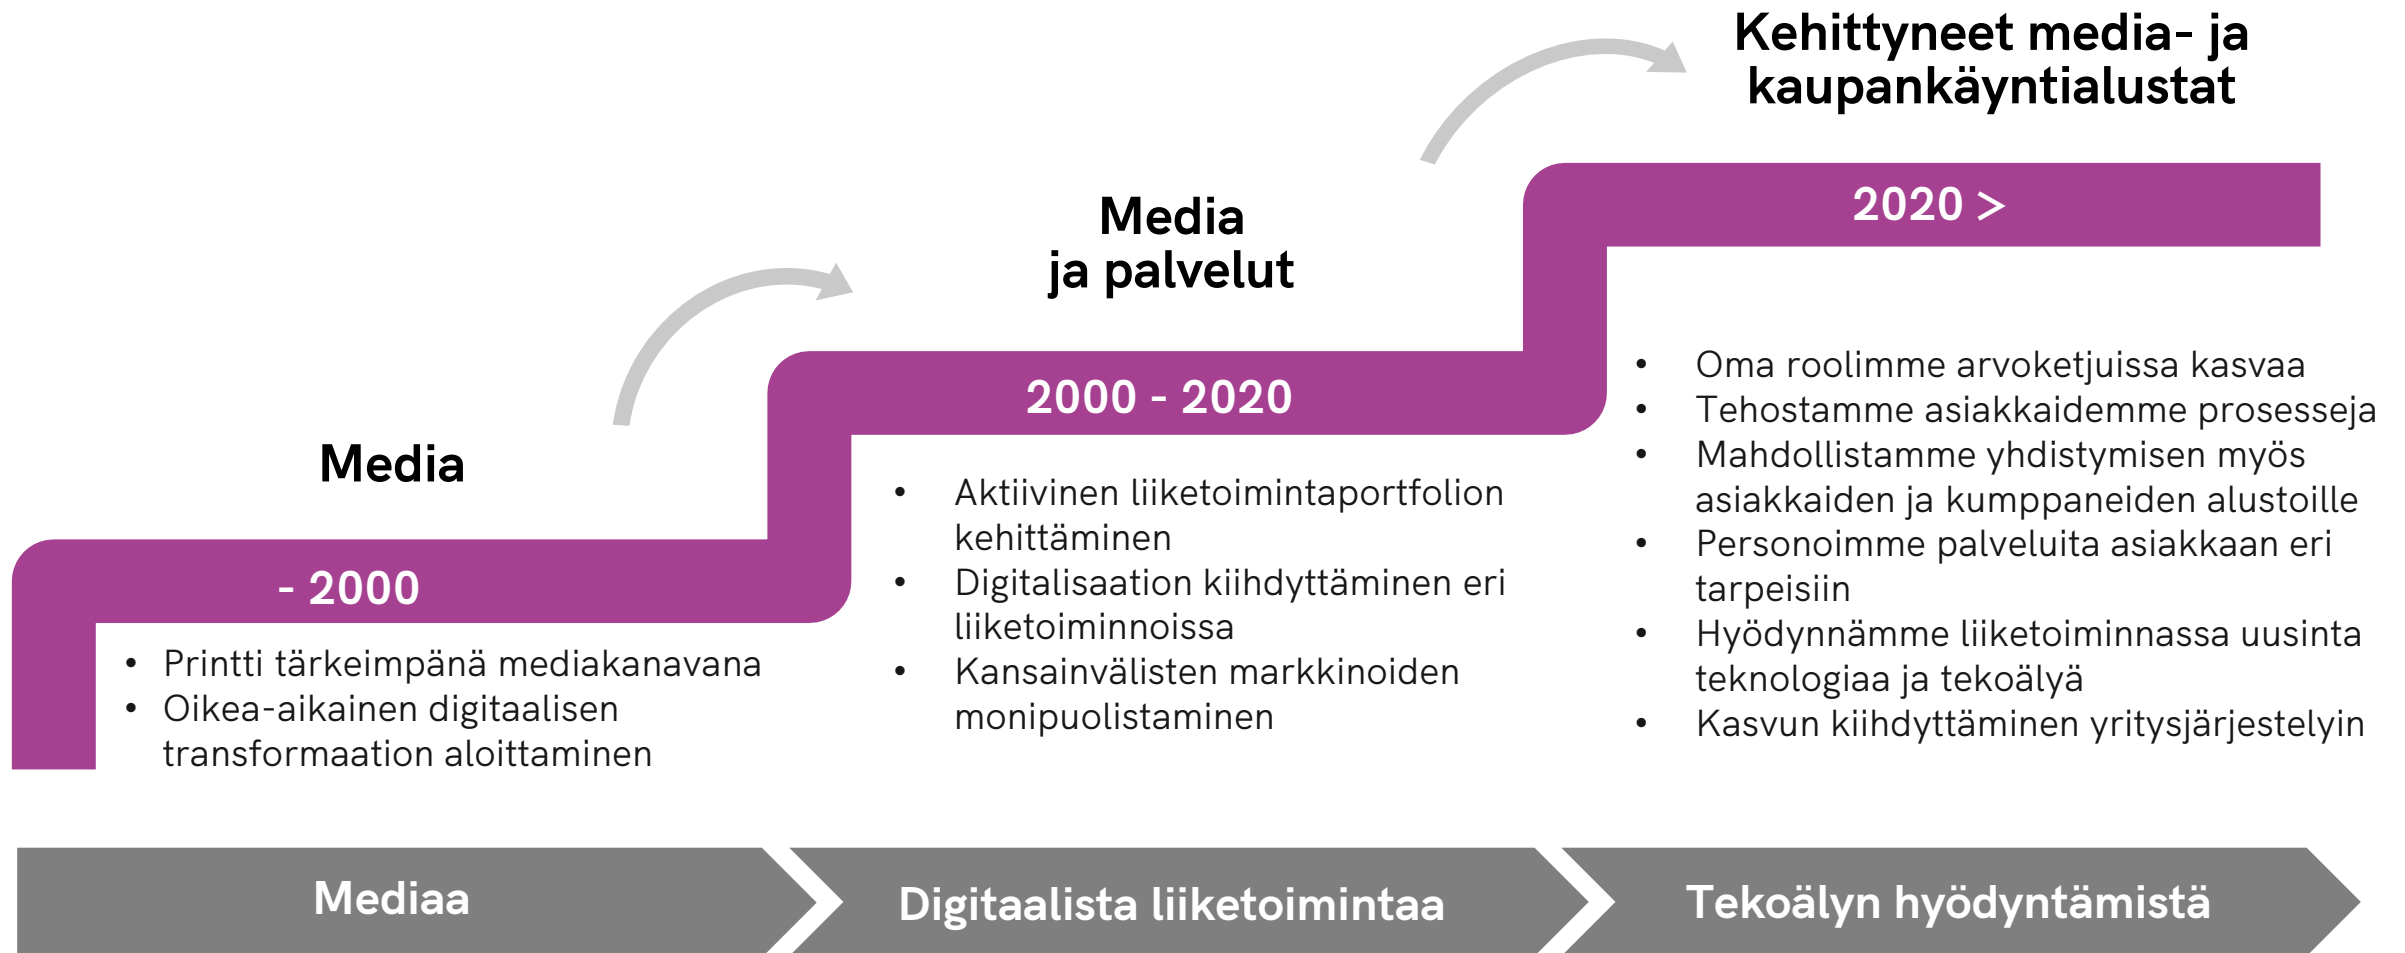 Media
- 2000
• Printti tärkeimpänä mediakanavana
• Oikea-aikainen digitaalisen
transformaation aloittaminen
Media
ja palvelut
2000 - 2020
• Aktiivinen liiketoimintaportfolion
kehittäminen
• Digitalisaation kiihdyttäminen eri
liiketoiminnoissa
• Kansainvälisten markkinoiden
monipuolistaminen
Kehittyneet media- ja
kaupankäyntialustat
2020 >
• Oma roolimme arvoketjuissa kasvaa
• Tehostamme asiakkaidemme prosesseja
• Mahdollistamme yhdistymisen myös
asiakkaiden ja kumppaneiden alustoille
• Personoimme palveluita asiakkaan eri
tarpeisiin
• Hyödynnämme liiketoiminnassa uusinta
teknologiaa ja tekoälyä
• Kasvun kiihdyttäminen yritysjärjestelyin
Mediaa
Digitaalista liiketoimintaa
Tekoälyn hyödyntämistä